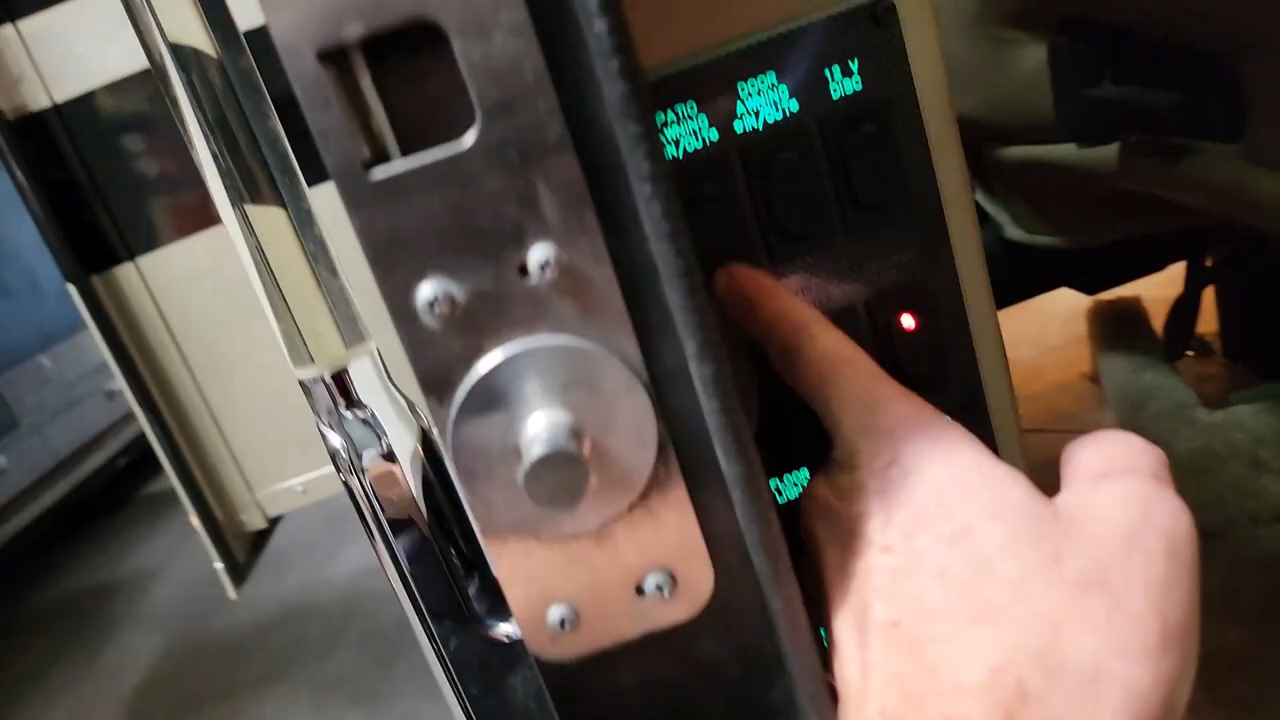 PATIO
AWNING
IN/OUT
DOOR
AWNING
IN/OUT
12 V
DISC
FLOOR
LIGHT